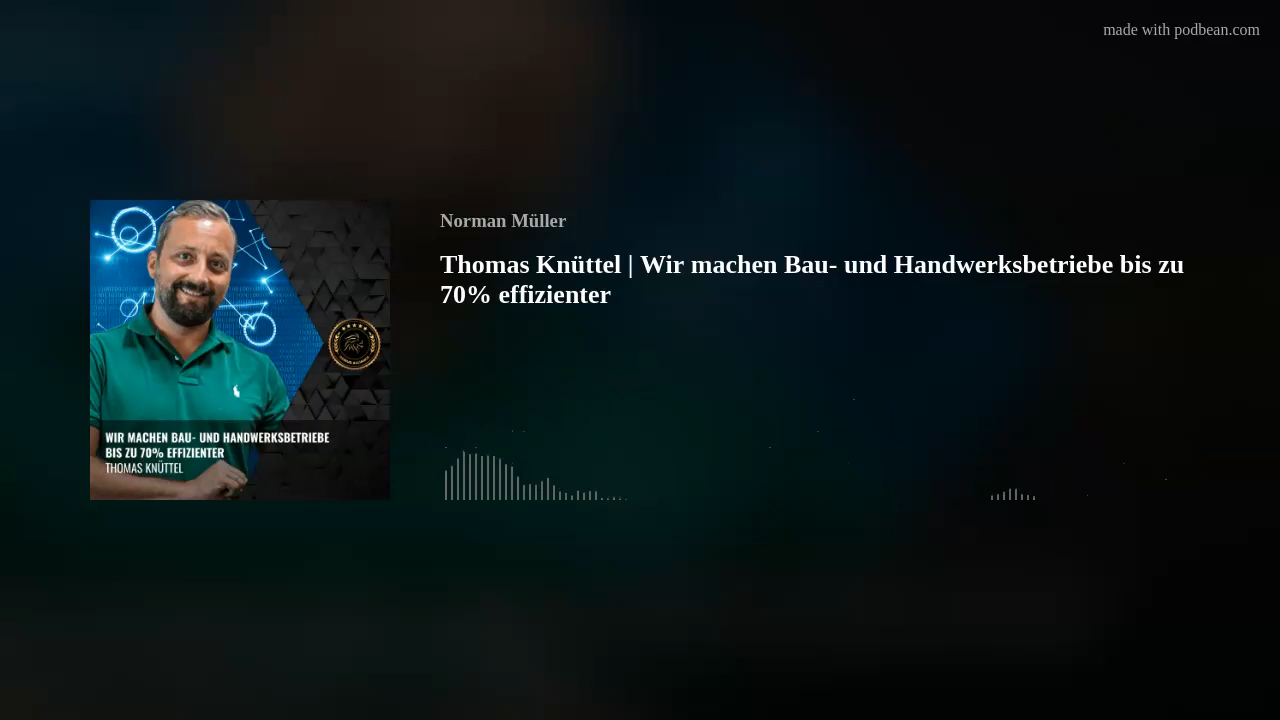 made with podbean.com
Norman Müller
Thomas Knüttel | Wir machen Bau- und Handwerksbetriebe bis zu
70% effizienter
WIR MACHEN BAU- UND HANDWERKSBETRIEBE
BIS ZU 70% EFFIZIENTER
THOMAS KNÜTTEL